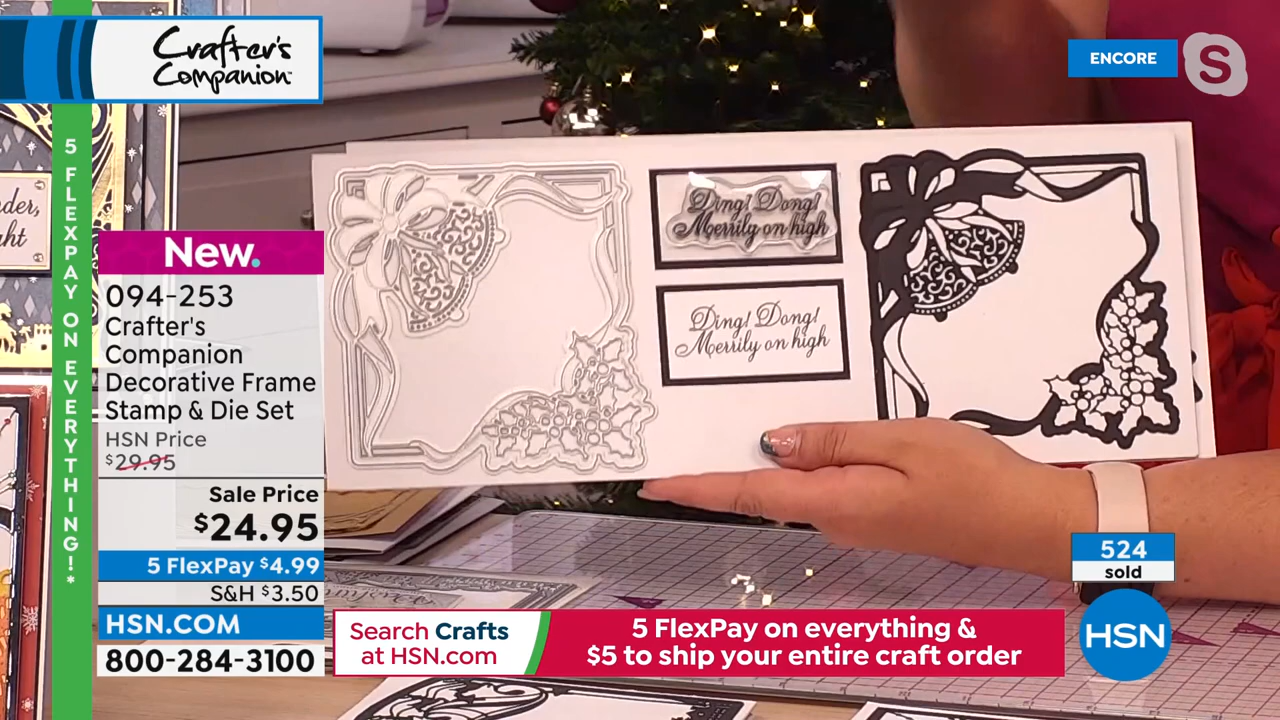 Crafter's
Companion
ENCORE
S
5 FLEXPAY ON EVERYTHING!*
New.
094-253
Crafter's
Companion
Decorative Frame
Stamp & Die Set
HSN Price
$29.95
Sale Price
$24.95
5 FlexPay $4.99
S&H $3.50
HSN.COM
800-284-3100
Ding! Dong!
Merrily on high
Ding! Dong!
Merrily on high
524
sold
HSN
Search Crafts
at HSN.com
5 FlexPay on everything &
$5 to ship your entire craft order